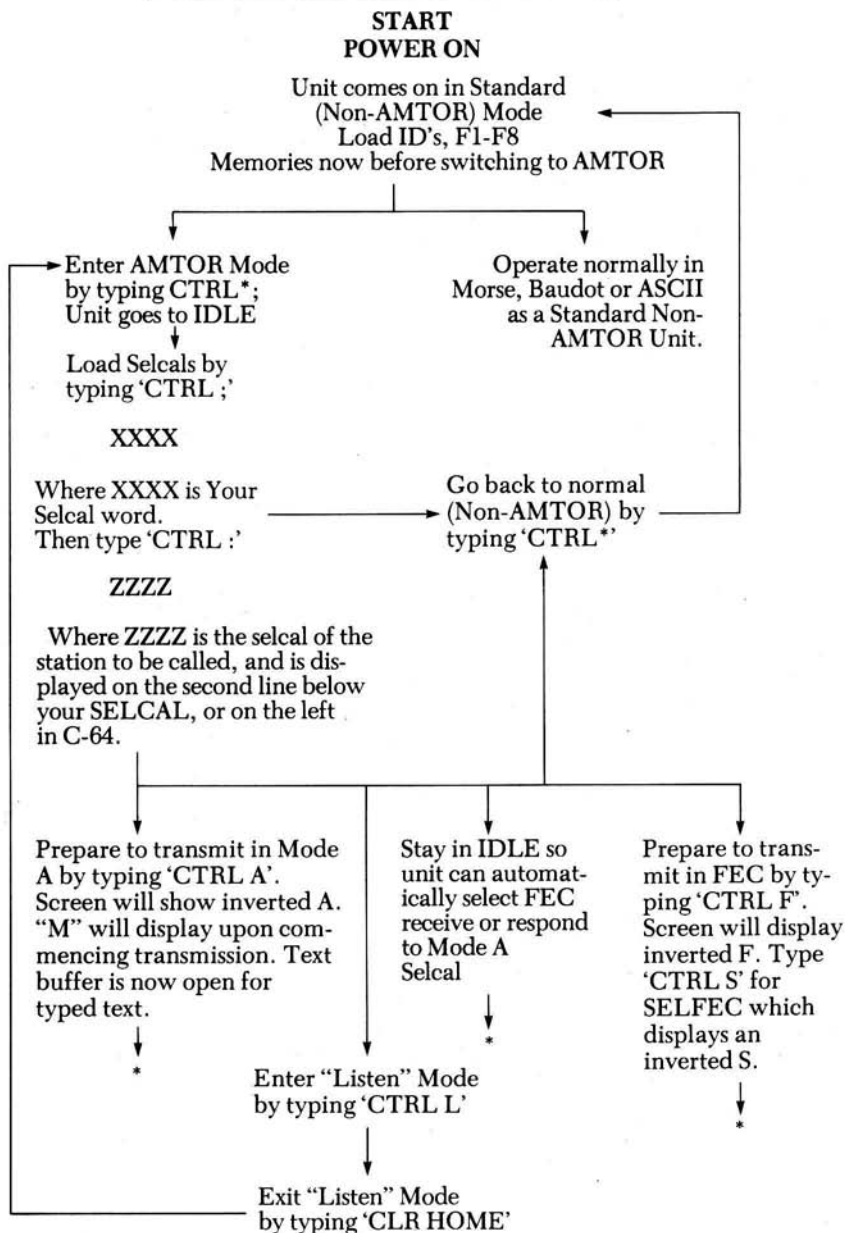 START
POWER ON
Unit comes on in Standard
(Non-AMTOR) Mode
Load ID's, F1-F8
Memories now before switching to AMTOR
Enter AMTOR Mode
by typing CTRL*;
Unit goes to IDLE
Operate normally in
Morse, Baudot or ASCII
as a Standard Non-
AMTOR Unit.
Load Selcals by
typing ‘CTRL ;’
XXXX
Where XXXX is Your
Selcal word.
Then type ‘CTRL :’
Go back to normal
(Non-AMTOR) by
typing ‘CTRL*’
ZZZZ
Where ZZZZ is the selcal of the
station to be called, and is dis-
played on the second line below
your SELCAL, or on the left
in C-64.
Prepare to transmit in Mode
A by typing ‘CTRL A’.
Screen will show inverted A.
“M” will display upon com-
mencing transmission. Text
buffer is now open for
typed text.
*
Stay in IDLE so
unit can automat-
ically select FEC
receive or respond
to Mode A
Selcal
*
Prepare to trans-
mit in FEC by ty-
ping ‘CTRL F’.
Screen will display
inverted F. Type
‘CTRL S’ for
SELFEC which
displays an
inverted S.
*
Enter “Listen” Mode
by typing ‘CTRL L’
Exit “Listen” Mode
by typing ‘CLR HOME’